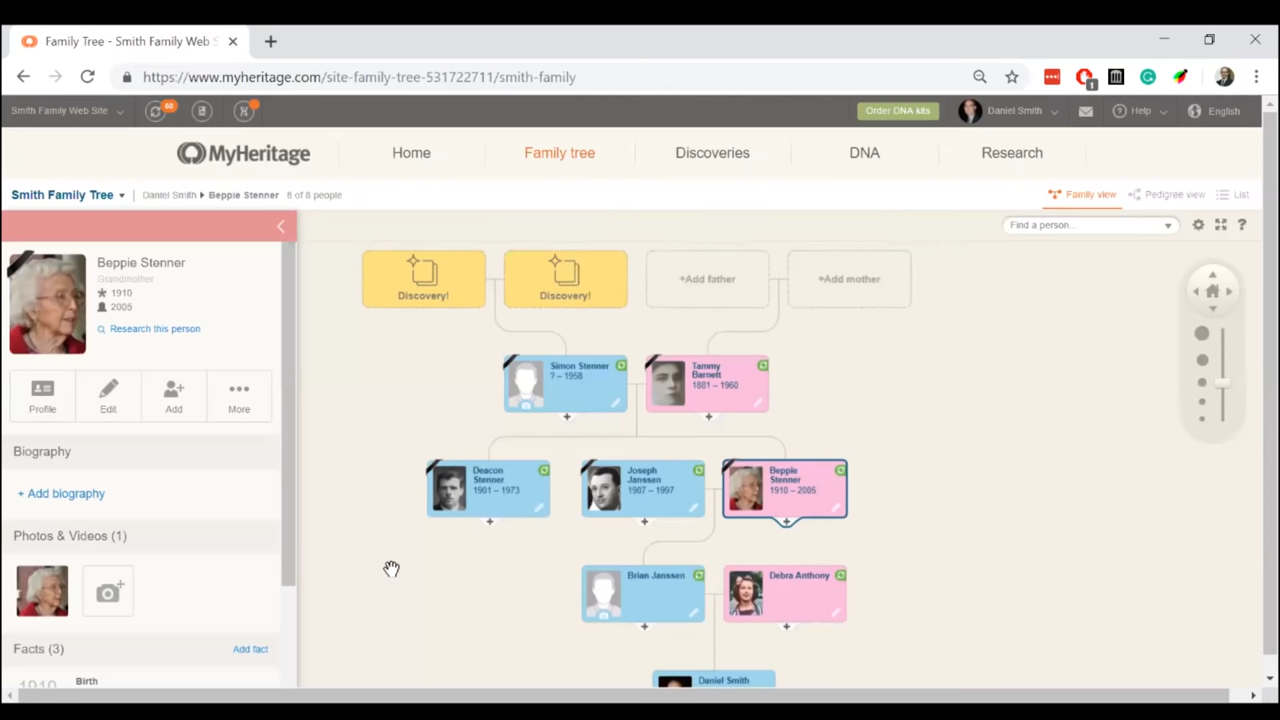 Family Tree - Smith Family Web S
https://www.myheritage.com/site-family-tree-531722711/smith-family
1
Smith Family Web Site
60
Order DNA kits
Daniel Smith
Help
English
MyHeritage
Home
Family tree
Discoveries
DNA
Research
Smith Family Tree
Daniel Smith
Beppie Stenner
8 of 8 people
Family view
Pedigree view
List
Find a person...
?
Beppie Stenner
Grandmother
1910
2005
Research this person
Profile
Edit
Add
More
Biography
+ Add biography
Photos & Videos (1)
Facts (3)
Add fact
1910
Birth
Discovery!
Discovery!
+Add father
+Add mother
Simon Stenner
? – 1958
Tammy
Barnett
1881 – 1960
Deacon
Stenner
1901 – 1973
Joseph
Janssen
1907 – 1997
Beppie
Stenner
1910 – 2005
Brian Janssen
Debra Anthony
Daniel Smith